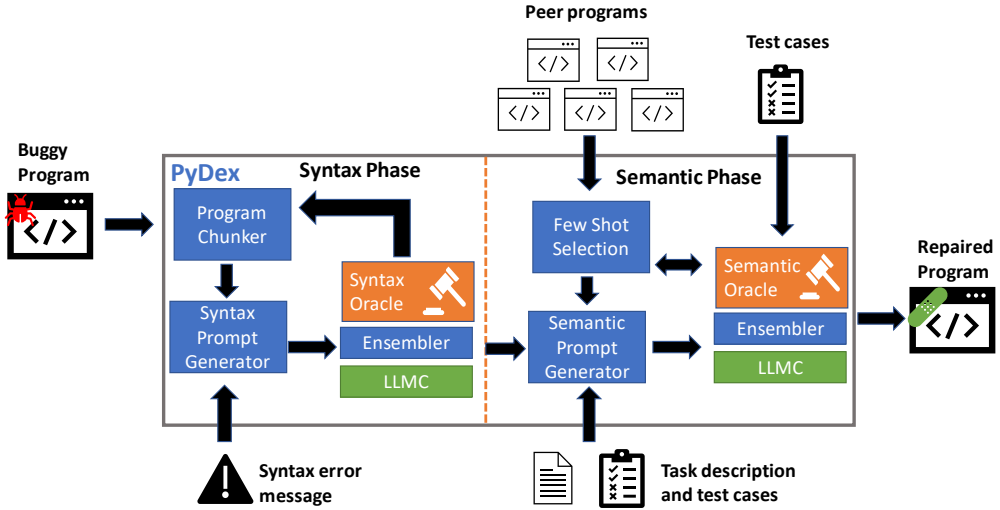 Peer programs
Test cases
Buggy
Program
PyDex
Syntax Phase
Semantic Phase
Program
Chunker
Few Shot
Selection
Syntax
Oracle
Semantic
Oracle
Repaired
Program
Syntax
Prompt
Generator
Ensembler
LLMC
Semantic
Prompt
Generator
Ensembler
LLMC
Syntax error
message
Task description
and test cases